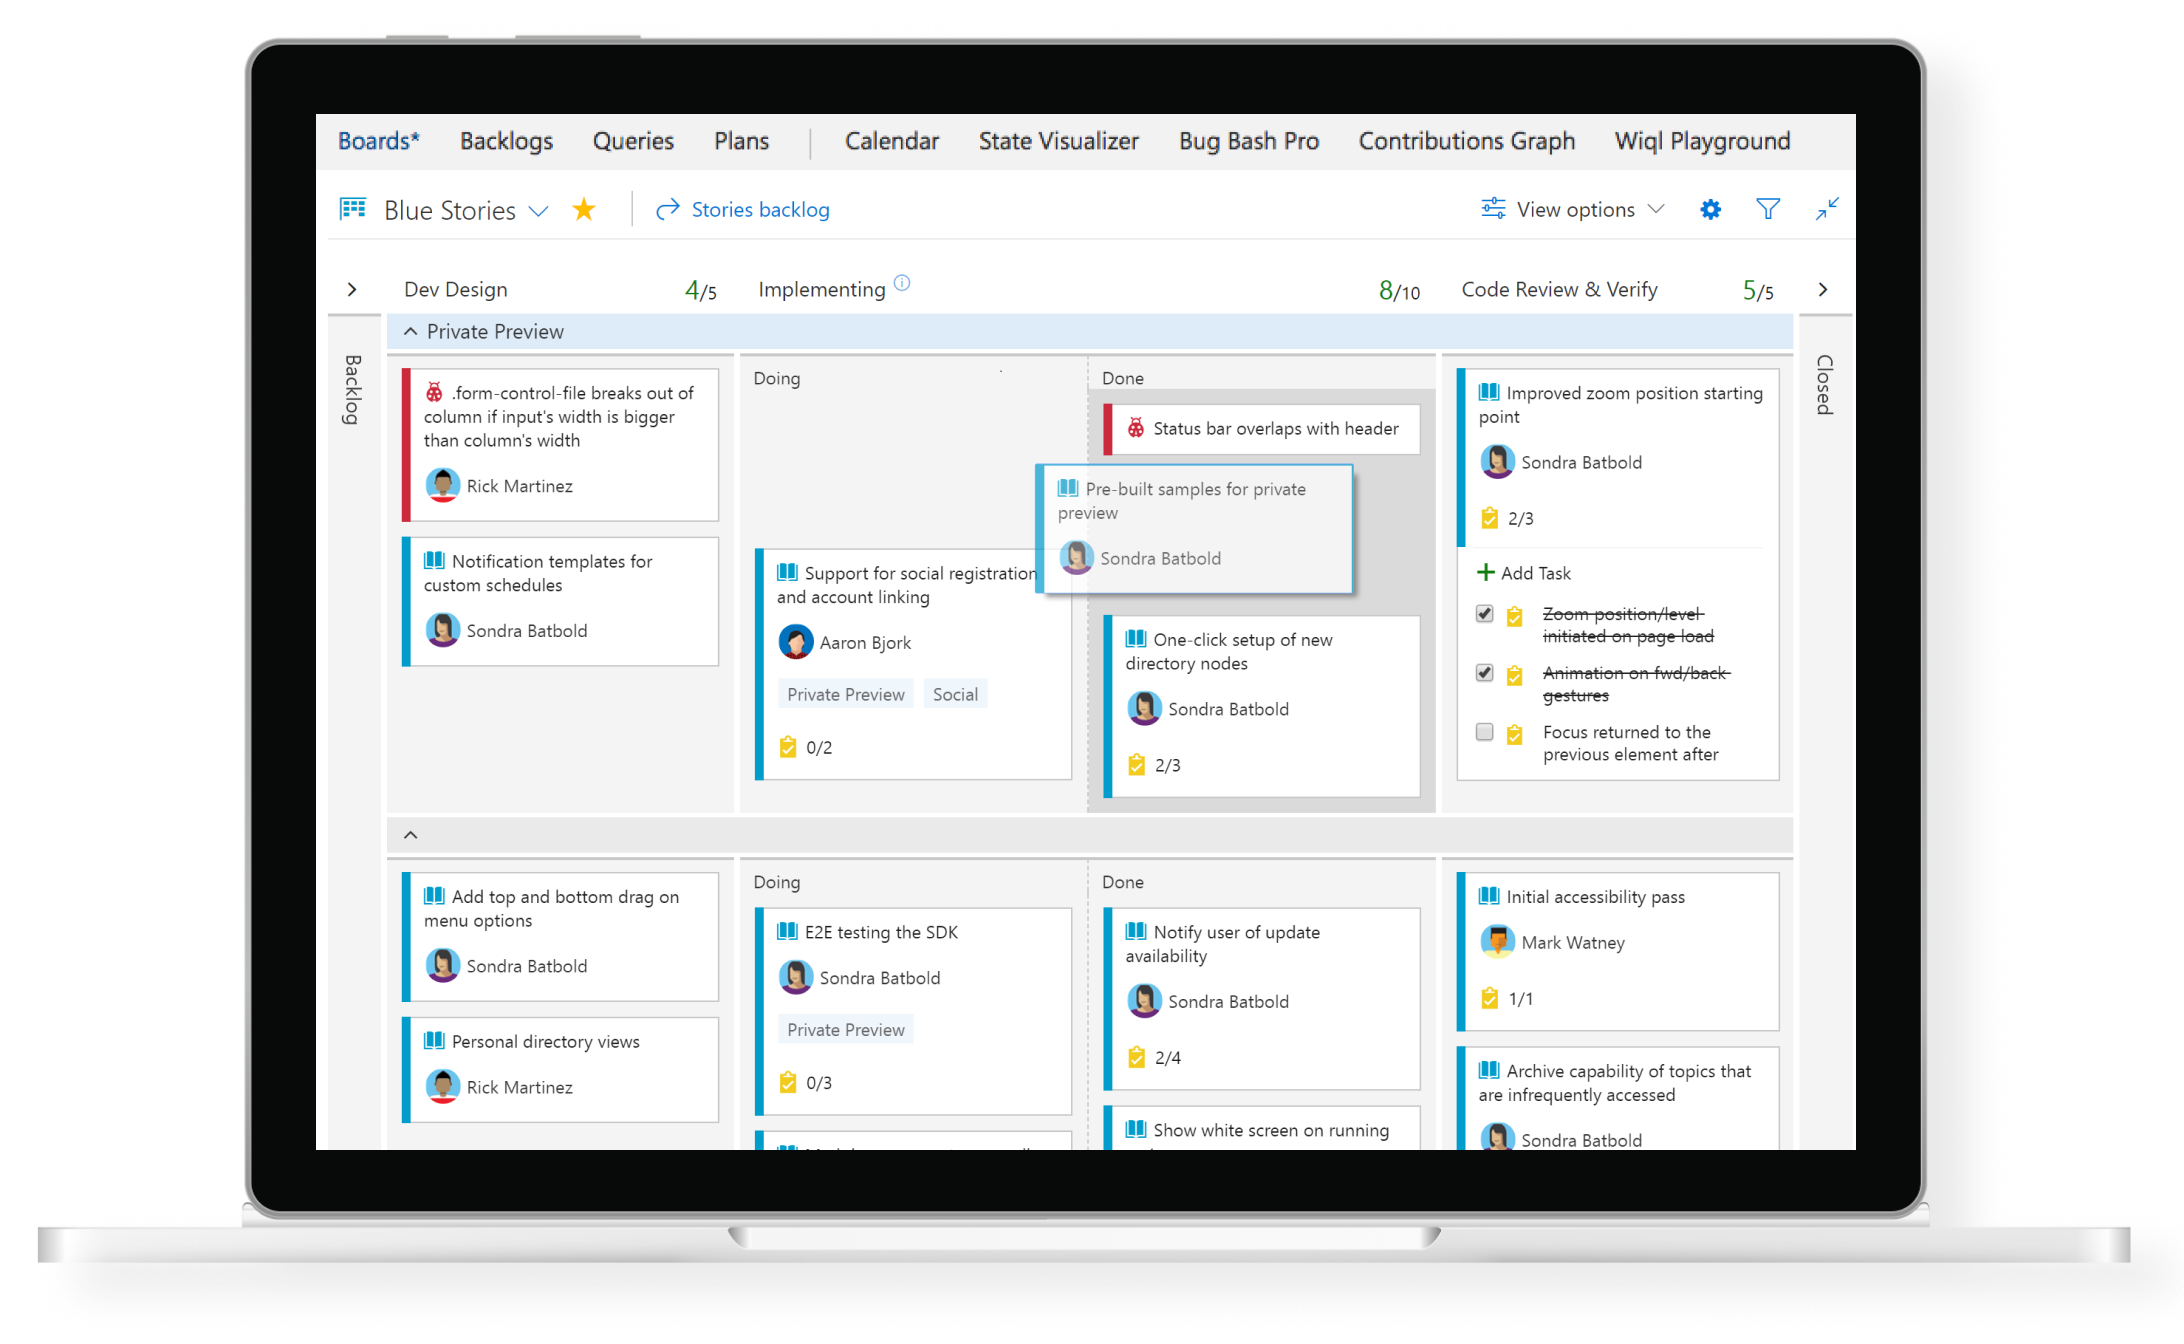 Boards* Backlogs Queries Plans Calendar State Visualizer Bug Bash Pro Contributions Graph Wiql Playground
Blue Stories Stories backlog View options
Dev Design 4/5 Implementing 8/10 Code Review & Verify 5/5
Backlog
Private Preview
.form-control-file breaks out of
column if input's width is bigger
than column's width
Rick Martinez
Notification templates for
custom schedules
Sondra Batbold
Doing
Support for social registration
and account linking
Aaron Bjork
Private Preview Social
0/2
Done
Status bar overlaps with header
Pre-built samples for private
preview
Sondra Batbold
One-click setup of new
directory nodes
Sondra Batbold
2/3
Improved zoom position starting
point
Sondra Batbold
2/3
Add Task
Zoom position/level
initiated on page load
Animation on fwd/back
gestures
Focus returned to the
previous element after
Closed
Add top and bottom drag on
menu options
Sondra Batbold
Personal directory views
Rick Martinez
Doing
E2E testing the SDK
Sondra Batbold
Private Preview
0/3
Done
Notify user of update
availability
Sondra Batbold
2/4
Show white screen on running
Initial accessibility pass
Mark Watney
1/1
Archive capability of topics that
are infrequently accessed
Sondra Batbold